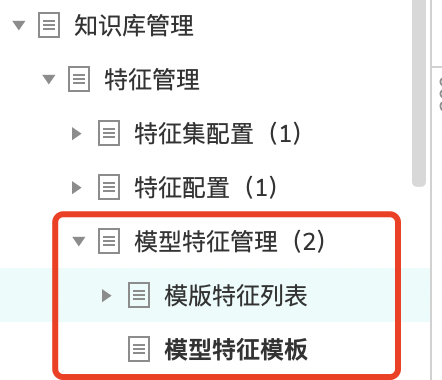 知识库管理
特征管理
特征集配置（1）
特征配置（1）
模型特征管理（2）
模版特征列表
模型特征模板